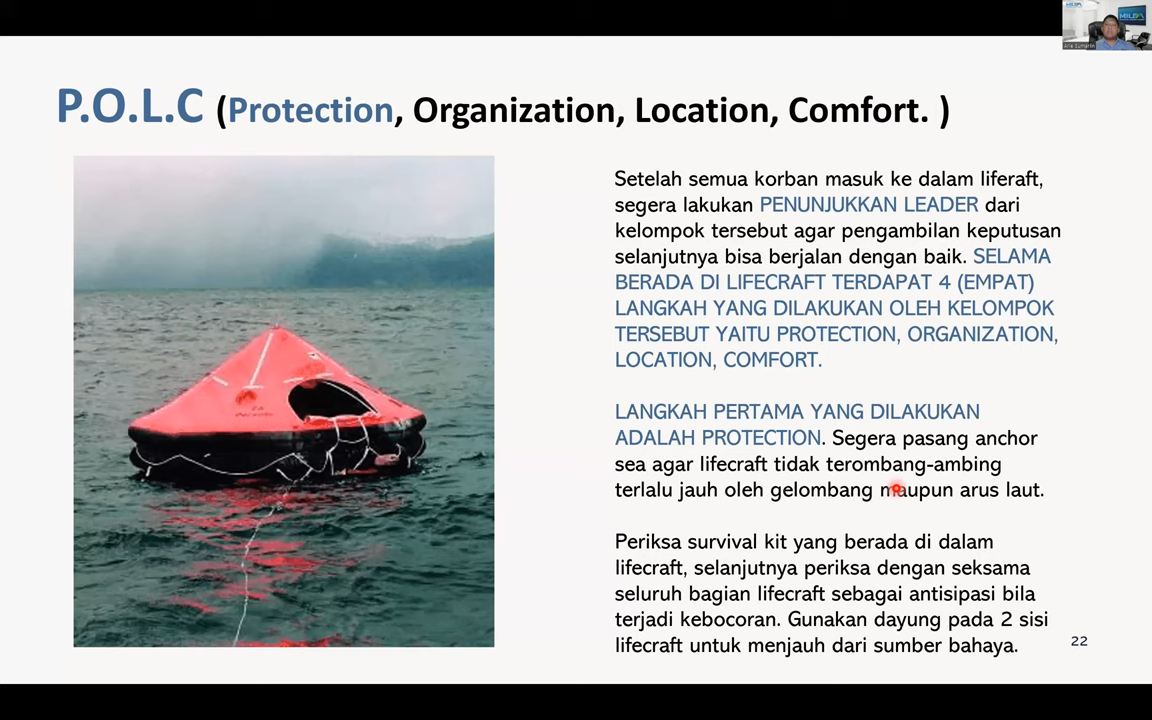 P.O.L.C (Protection, Organization, Location, Comfort. )
Setelah semua korban masuk ke dalam liferaft,
segera lakukan PENUNJUKKAN LEADER dari
kelompok tersebut agar pengambilan keputusan
selanjutnya bisa berjalan dengan baik. SELAMA
BERADA DI LIFECRAFT TERDAPAT 4 (EMPAT)
LANGKAH YANG DILAKUKAN OLEH KELOMPOK
TERSEBUT YAITU PROTECTION, ORGANIZATION,
LOCATION, COMFORT.
LANGKAH PERTAMA YANG DILAKUKAN
ADALAH PROTECTION. Segera pasang anchor
sea agar lifecraft tidak terombang-ambing
terlalu jauh oleh gelombang maupun arus laut.
Periksa survival kit yang berada di dalam
lifecraft, selanjutnya periksa dengan seksama
seluruh bagian lifecraft sebagai antisipasi bila
terjadi kebocoran. Gunakan dayung pada 2 sisi
lifecraft untuk menjauh dari sumber bahaya.
22